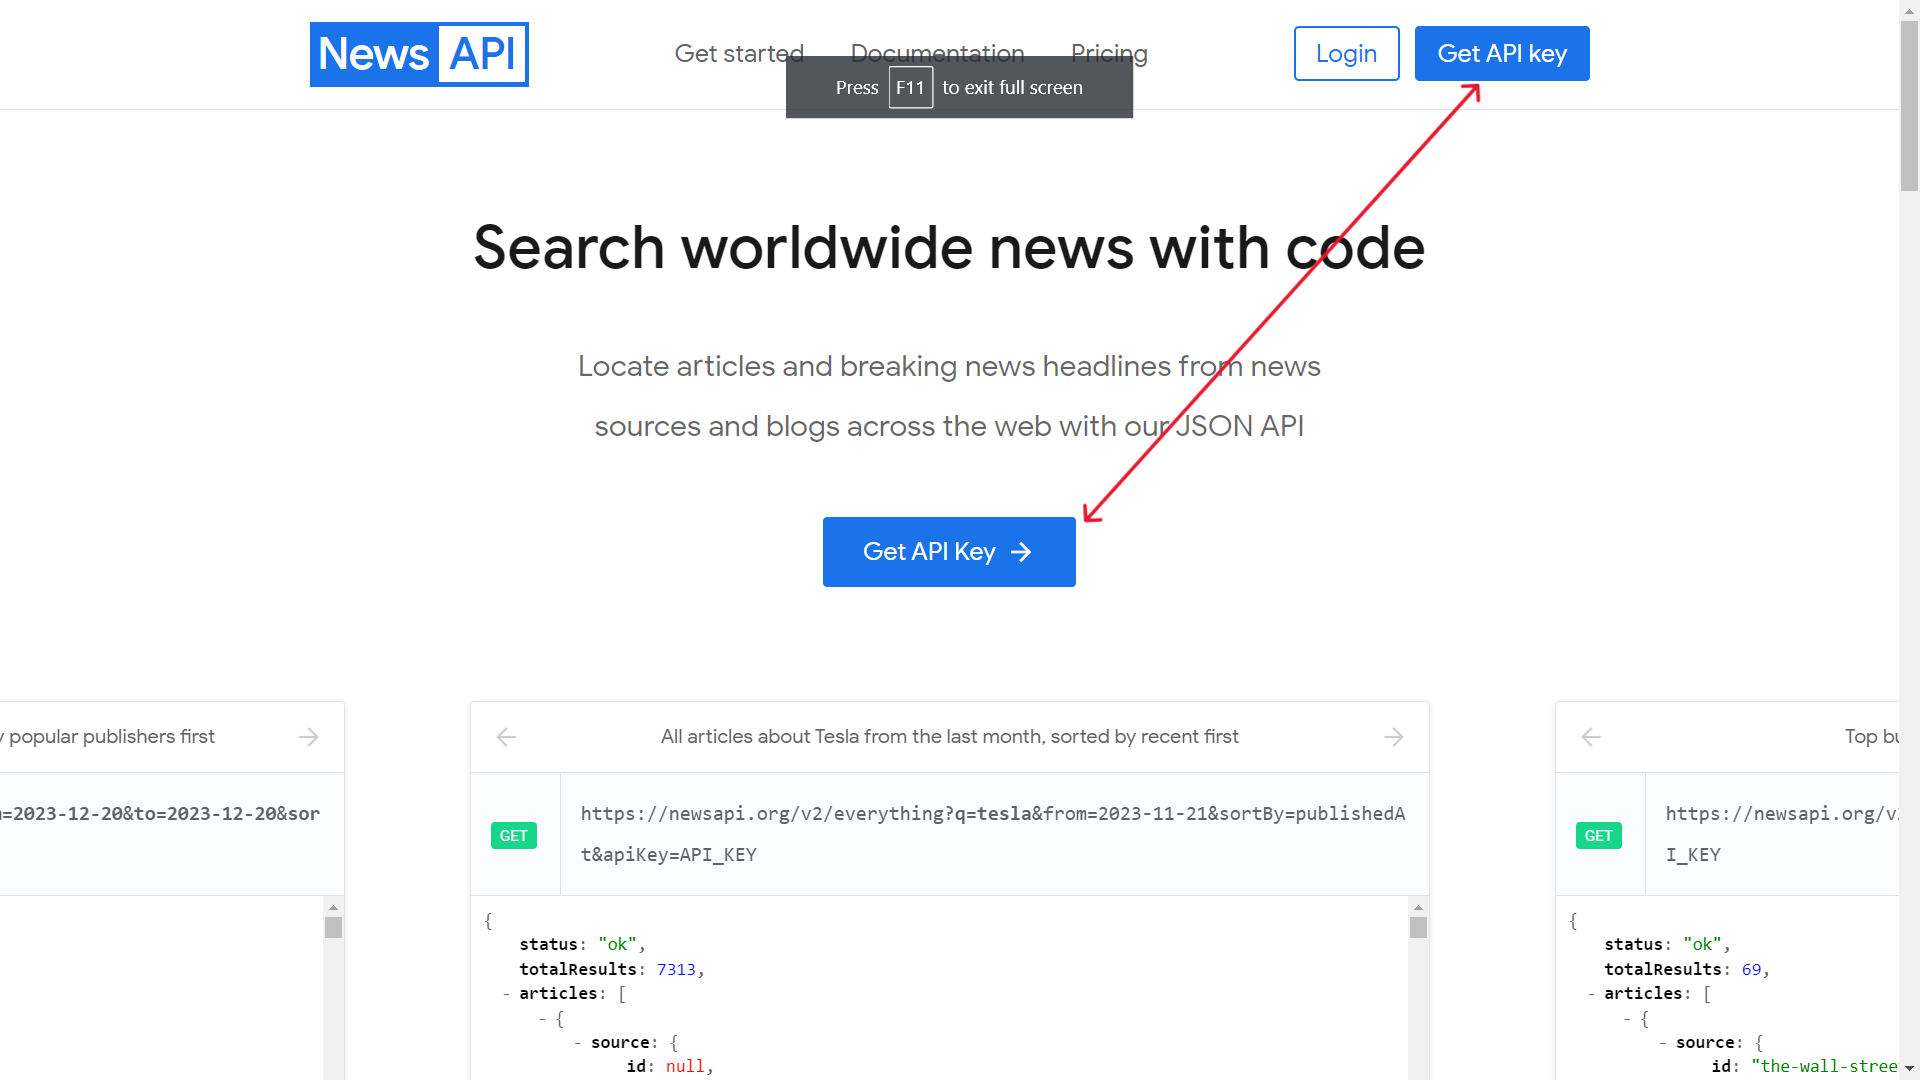 News API
Get started Documentation Pricing
Login
Get API key
Press F11 to exit full screen
Search worldwide news with code
Locate articles and breaking news headlines from news
sources and blogs across the web with our JSON API
Get API Key →
popular publishers first →
=2023-12-20&to=2023-12-20&sor
← All articles about Tesla from the last month, sorted by recent first →
GET
https://newsapi.org/v2/everything?q=tesla&from=2023-11-21&sortBy=publishedA
t&apiKey=API_KEY
{
status: "ok",
totalResults: 7313,
- articles: [
- {
- source: {
id: null,
← Top
GET
https://newsapi.org/v
I_KEY
{
status: "ok",
totalResults: 69,
- articles: [
- {
- source: {
id: "the-wall-stree